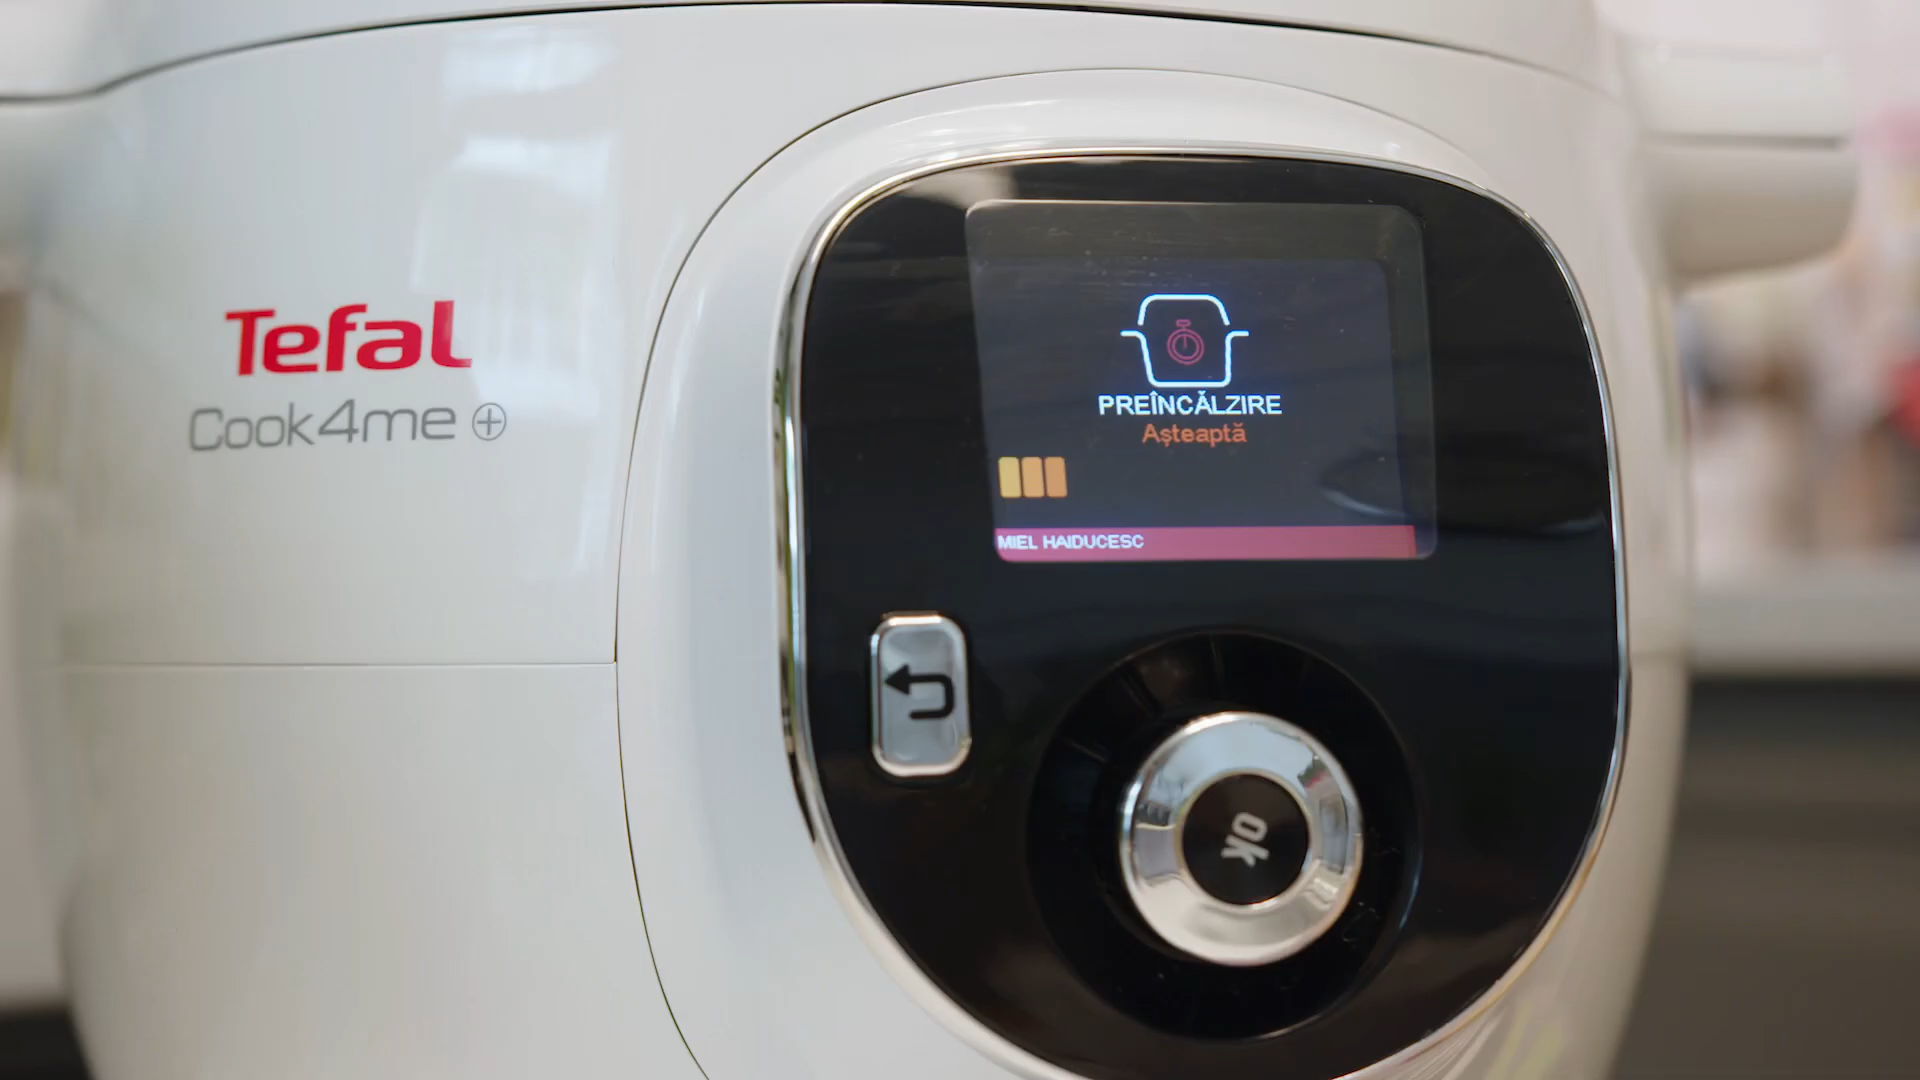 Tefal
Cook4me +
PREÎNCĂLZIRE
Așteaptă
MIEL HAIDUCESC
ok